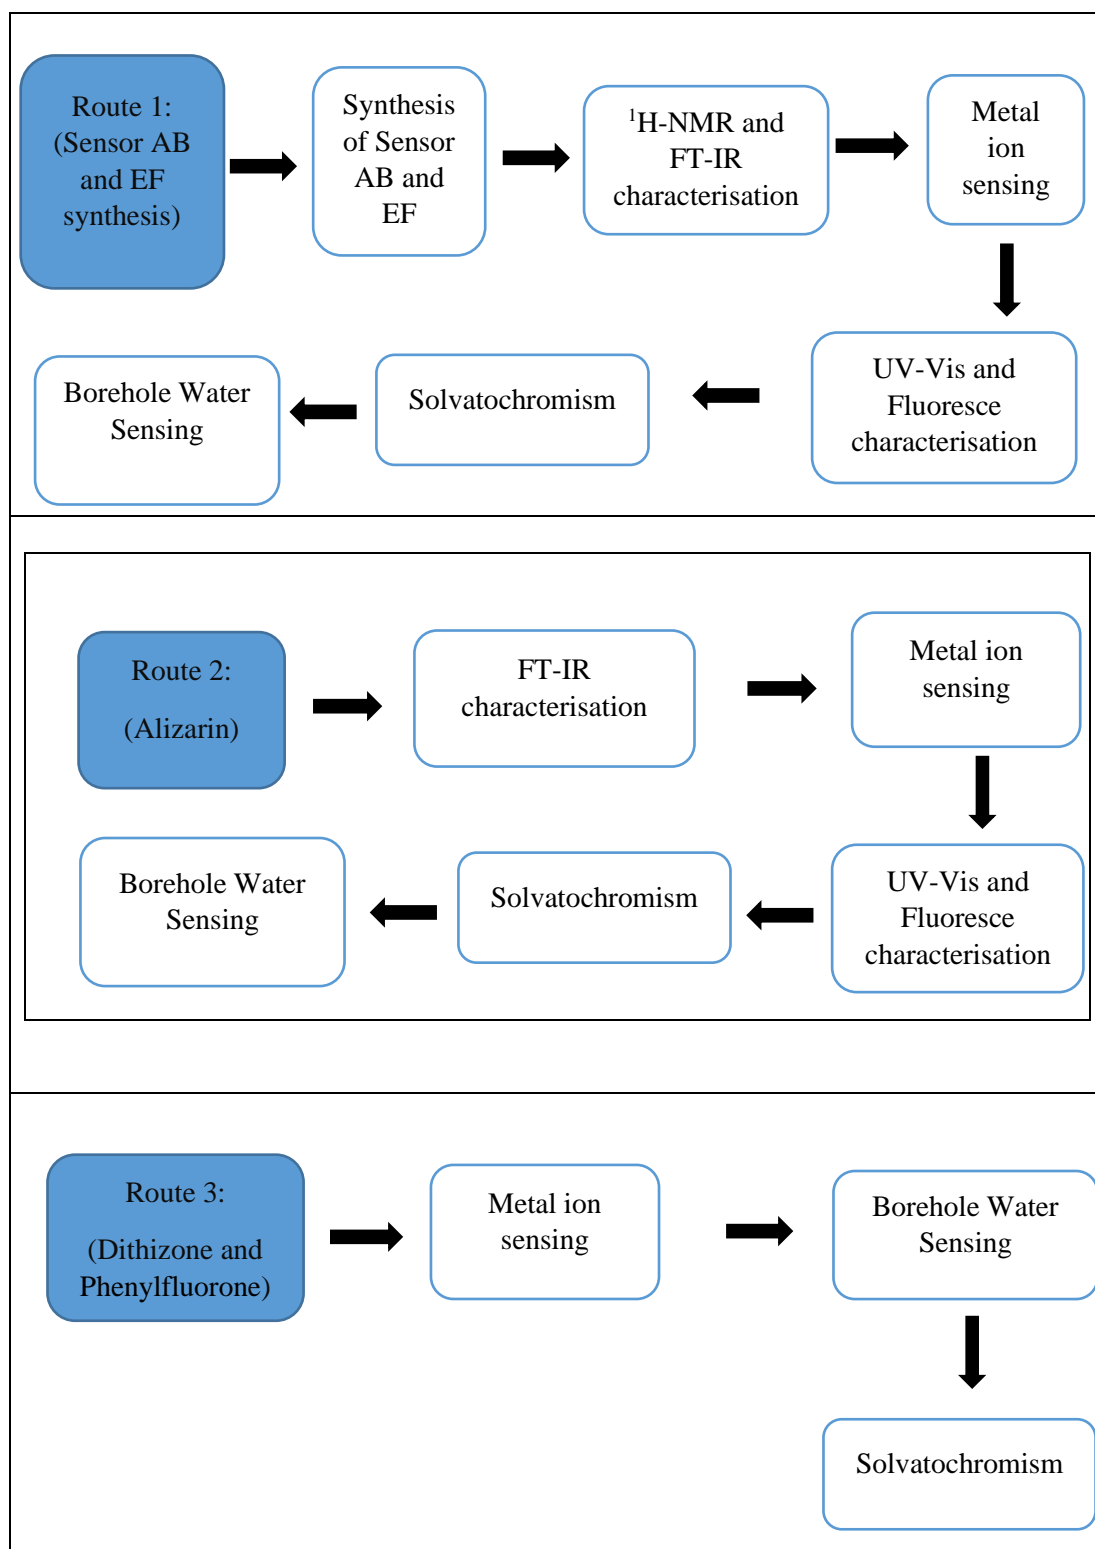 Route 1:
(Sensor AB
and EF
synthesis)
Synthesis
of Sensor
AB and
EF
¹H-NMR and
FT-IR
characterisation
Metal
ion
sensing
UV-Vis and
Fluoresce
characterisation
Solvatochromism
Borehole Water
Sensing
Route 2:
(Alizarin)
FT-IR
characterisation
Metal ion
sensing
UV-Vis and
Fluoresce
characterisation
Solvatochromism
Borehole Water
Sensing
Route 3:
(Dithizone and
Phenylfluorone)
Metal ion
sensing
Borehole Water
Sensing
Solvatochromism